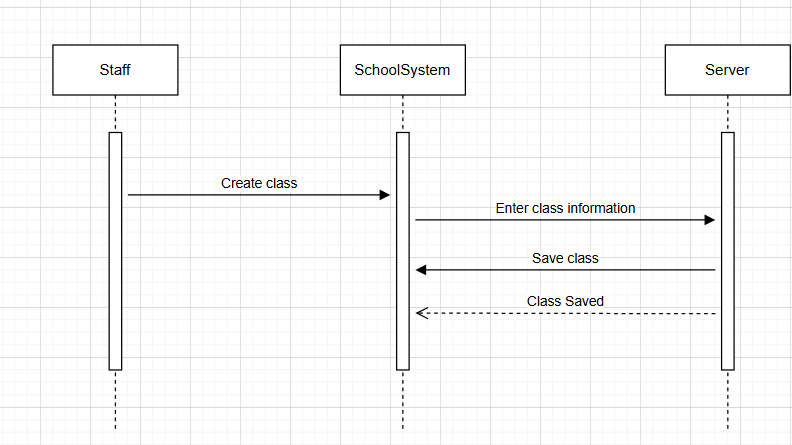 Staff
SchoolSystem
Server
Create class
Enter class information
Save class
Class Saved